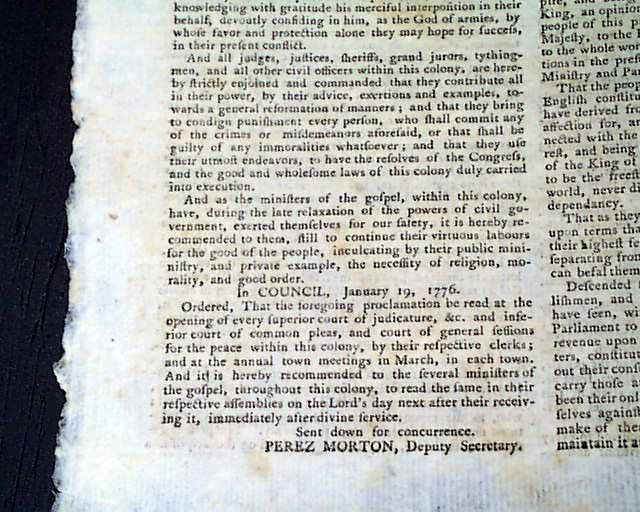 knowledging with gratitude his merciful interposition in their
behalf, devoutly confiding in him, as the God of armies, by
whose favor and protection alone they may hope for success,
in their present conflict.
And all judges, justices, sheriffs, grand jurors, tything-
men, and all other civil officers within this colony, are here-
by strictly enjoined and commanded that they contribute all
in their power, by their advice, exertions and examples, to-
wards a general reformation of manners; and that they bring
to condign punishment every person, who shall commit any
of the crimes or misdemeanors aforesaid, or that shall be
guilty of any immoralities whatsoever; and that they use
their utmost endeavors, to have the resolves of the Congress,
and the good and wholesome laws of this colony duly carried
into execution.
And as the ministers of the gospel, within this colony,
have, during the late relaxation of the powers of civil go-
vernment, exerted themselves for our safety, it is hereby re-
commended to them, still to continue their virtuous labours
for the good of the people, inculcating by their public mini-
nistry, and private example, the necessity of religion, mo-
rality, and good order.
In COUNCIL, January 19, 1776.
Ordered, That the foregoing proclamation be read at the
opening of every superior court of judicature, &c. and infe-
rior court of common pleas, and court of general sessions
for the peace within this colony, by their respective clerks;
and at the annual town meetings in March, in each town.
And it is hereby recommended to the several ministers of
the gospel, throughout this colony, to read the same in their
respective assemblies on the Lord's day next after their receiv-
ing it, immediately after divine service.
Sent down for concurrence.
PEREZ MORTON, Deputy Secretary.
King, an opinion
people of this
Majesty, to the
to the whole
tions in the
Ministry and
That the
English
have derived
affection for,
nected with the
rest, and being
of the King of
to be the freest
world, never
dependancy.
That as they
upon terms
their highest
separating from
can befal them
Descended
lishment, and
have seen,
Parliament to
revenue upon
ters,
out their
carry those
been their
selves against
make of
maintain it